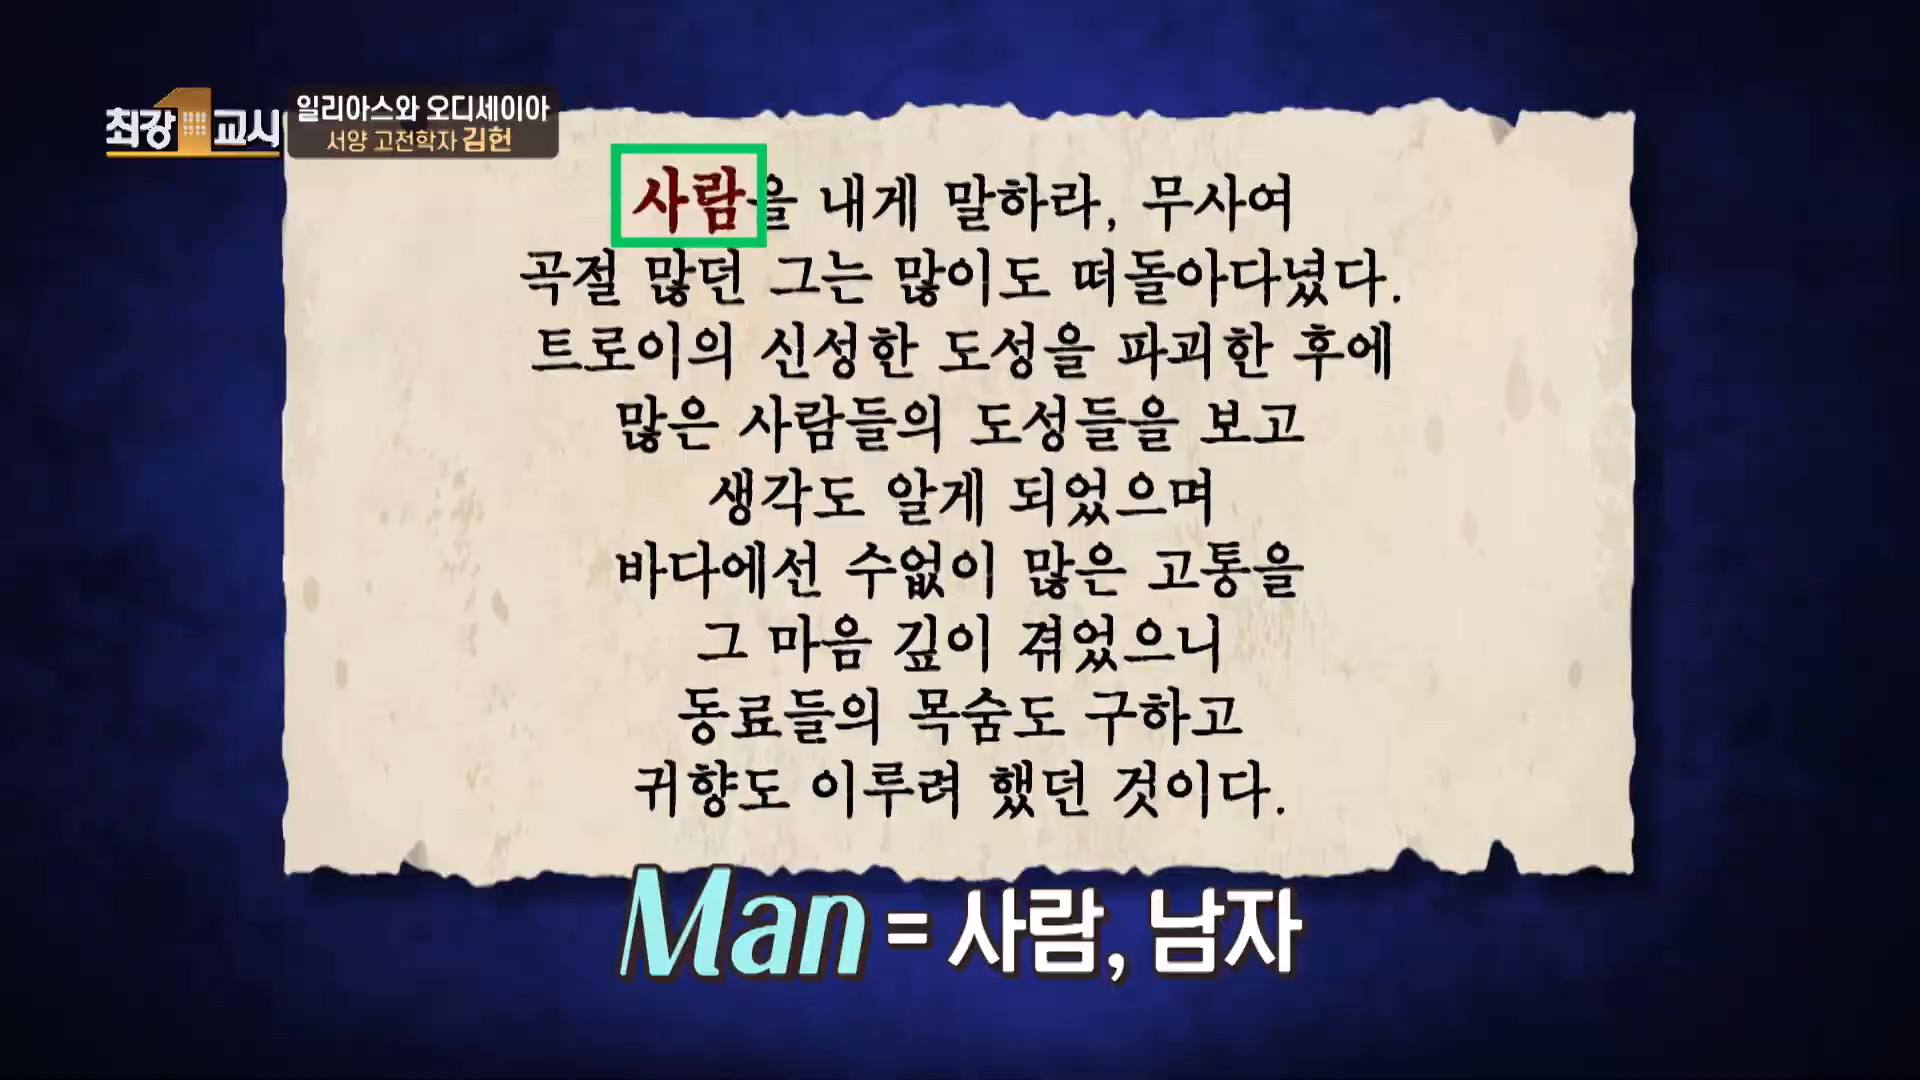 최강1교시
일리아스와 오디세이아
서양 고전학자 김헌
사람을 내게 말하라, 무사여
곡절 많던 그는 많이도 떠돌아다녔다.
트로이의 신성한 도성을 파괴한 후에
많은 사람들의 도성들을 보고
생각도 알게 되었으며
바다에선 수없이 많은 고통을
그 마음 깊이 겪었으니
동료들의 목숨도 구하고
귀향도 이루려 했던 것이다.
Man = 사람, 남자